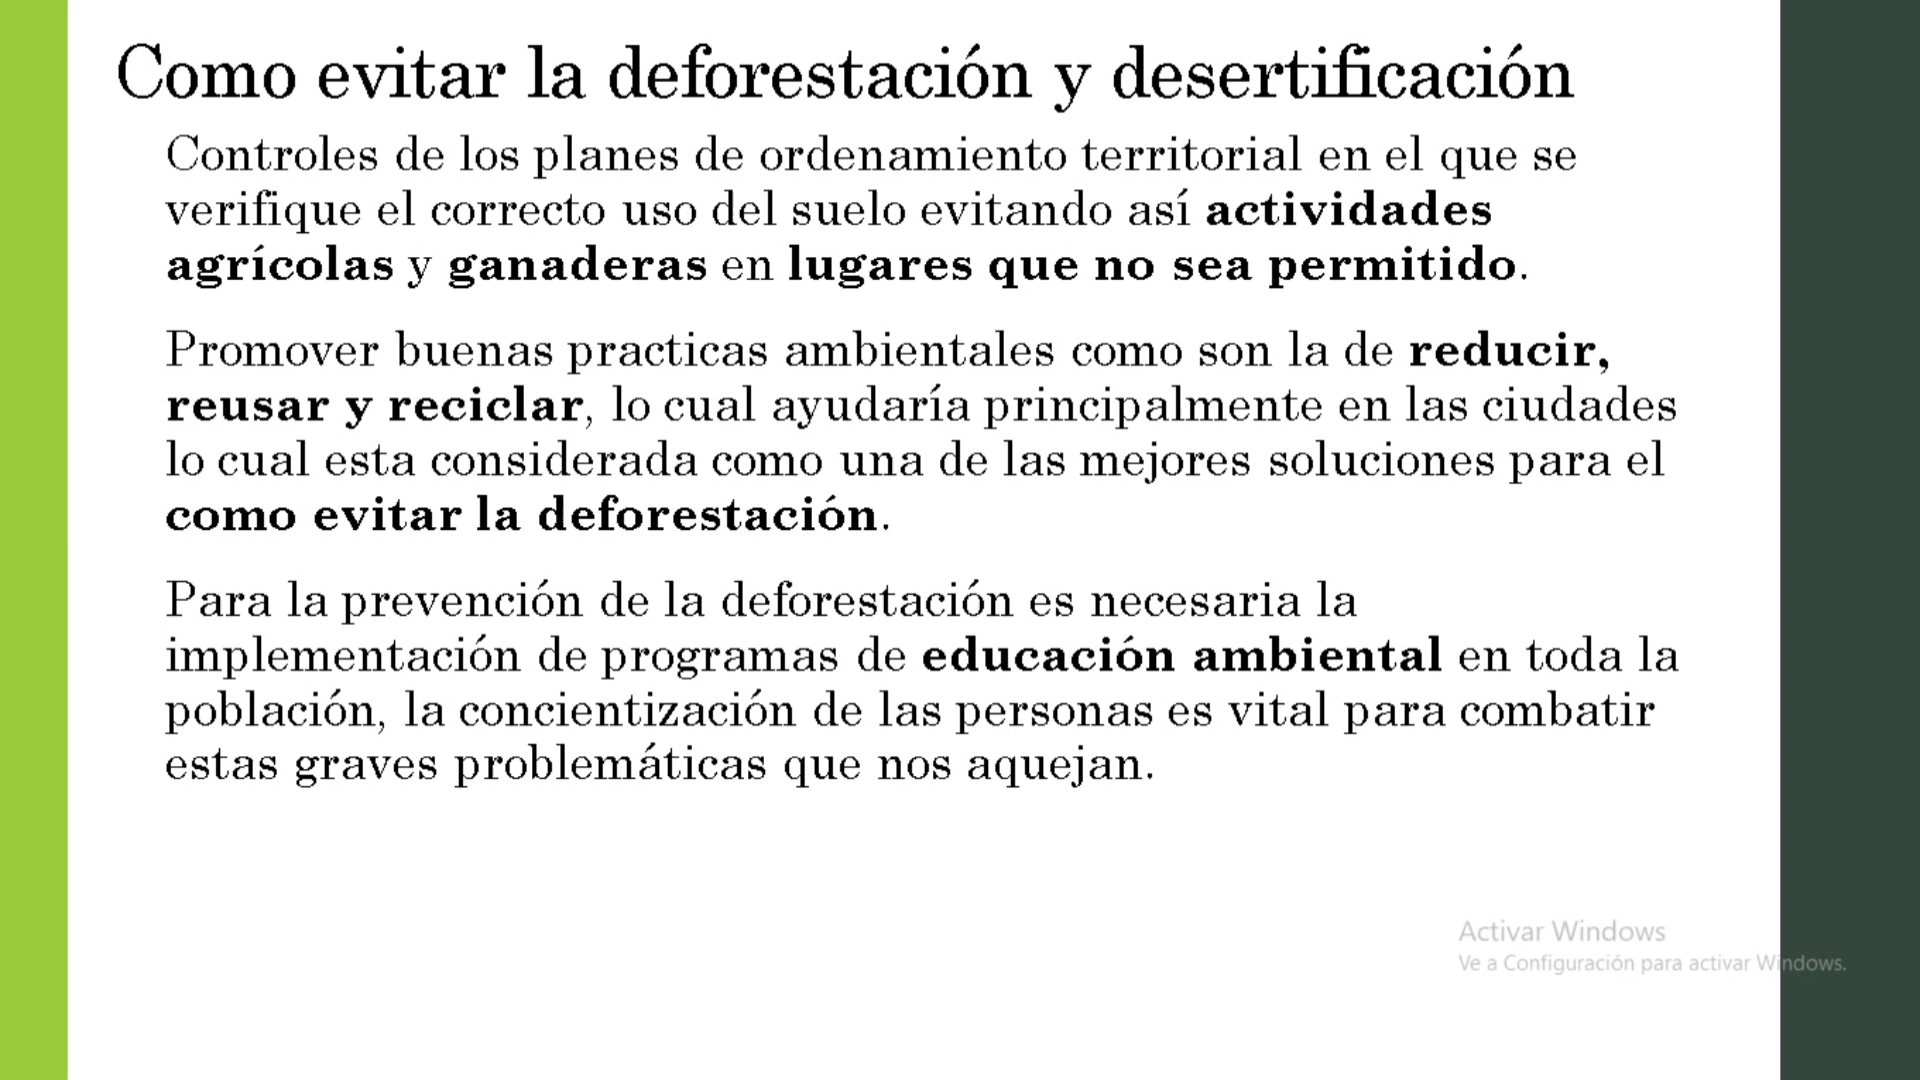 Como evitar la deforestación y desertificación
Controles de los planes de ordenamiento territorial en el que se
verifique el correcto uso del suelo evitando así actividades
agrícolas y ganaderas en lugares que no sea permitido.
Promover buenas practicas ambientales como son la de reducir,
reusar y reciclar, lo cual ayudaría principalmente en las ciudades
lo cual esta considerada como una de las mejores soluciones para el
como evitar la deforestación.
Para la prevención de la deforestación es necesaria la
implementación de programas de educación ambiental en toda la
población, la concientización de las personas es vital para combatir
estas graves problemáticas que nos aquejan.
Activar Windows
Ve a Configuración para activar Windows.